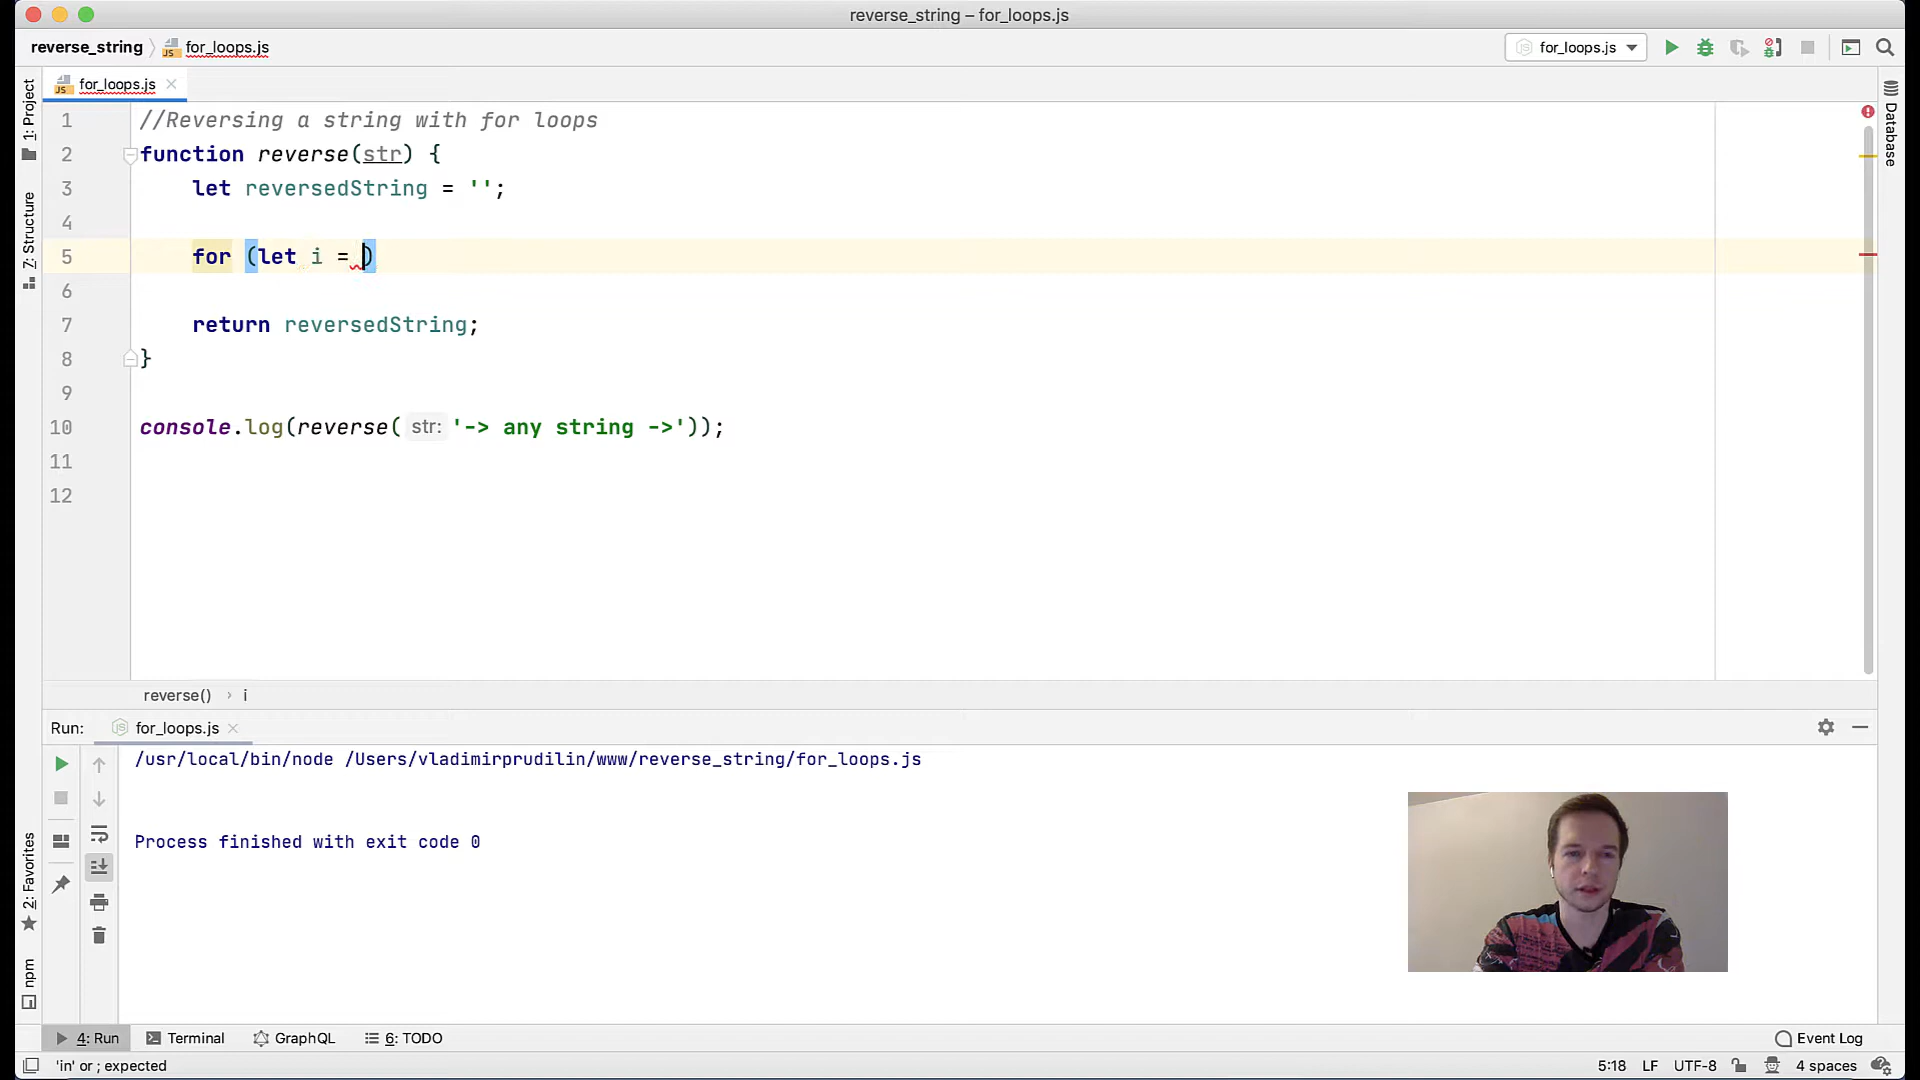 reverse_string – for_loops.js
reverse_string for_loops.js
for_loops.js
for_loops.js
1: Project
7: Structure
2: Favorites
npm
Database
1 //Reversing a string with for loops
2 function reverse(str) {
3 let reversedString = '';
4
5 for (let i = )
6
7 return reversedString;
8 }
9
10 console.log(reverse( str: '-> any string ->'));
11
12
reverse() › i
Run: for_loops.js
/usr/local/bin/node /Users/vladimirprudilin/www/reverse_string/for_loops.js
Process finished with exit code 0
4: Run Terminal GraphQL 6: TODO Event Log
'in' or ; expected 5:18 LF UTF-8 4 spaces